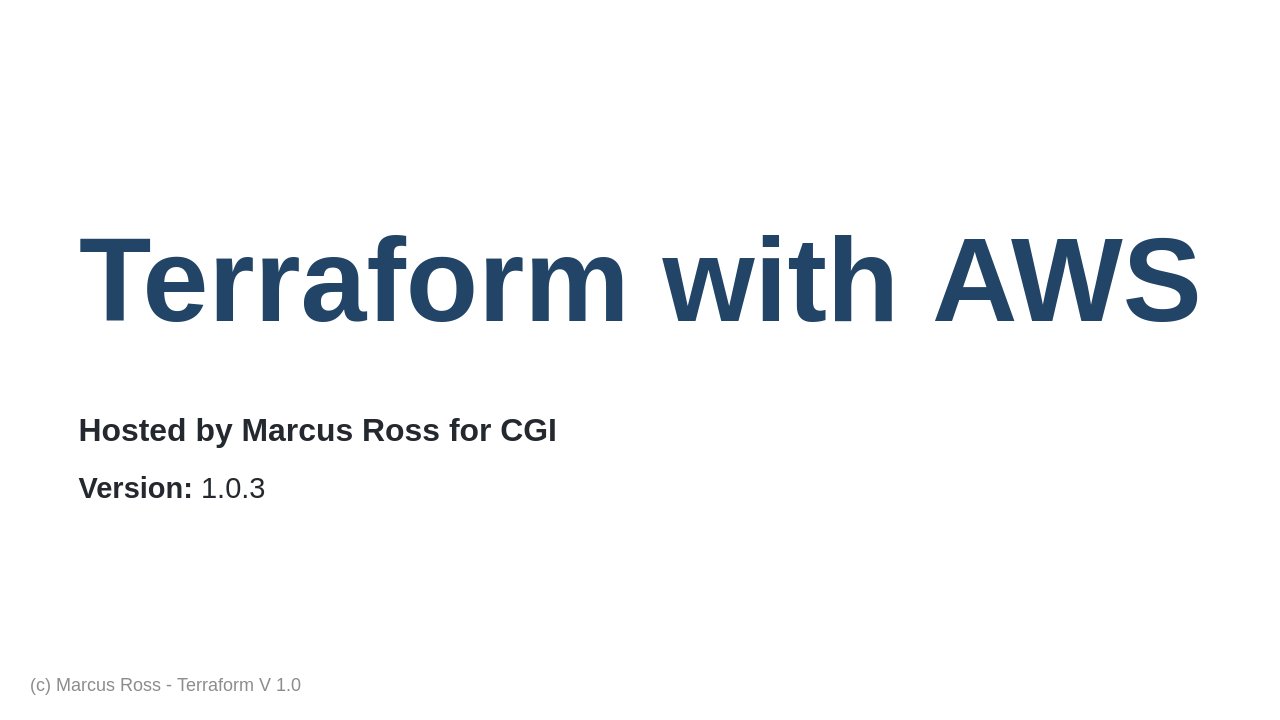 Terraform with AWS
Hosted by Marcus Ross for CGI
Version: 1.0.3
(c) Marcus Ross - Terraform V 1.0